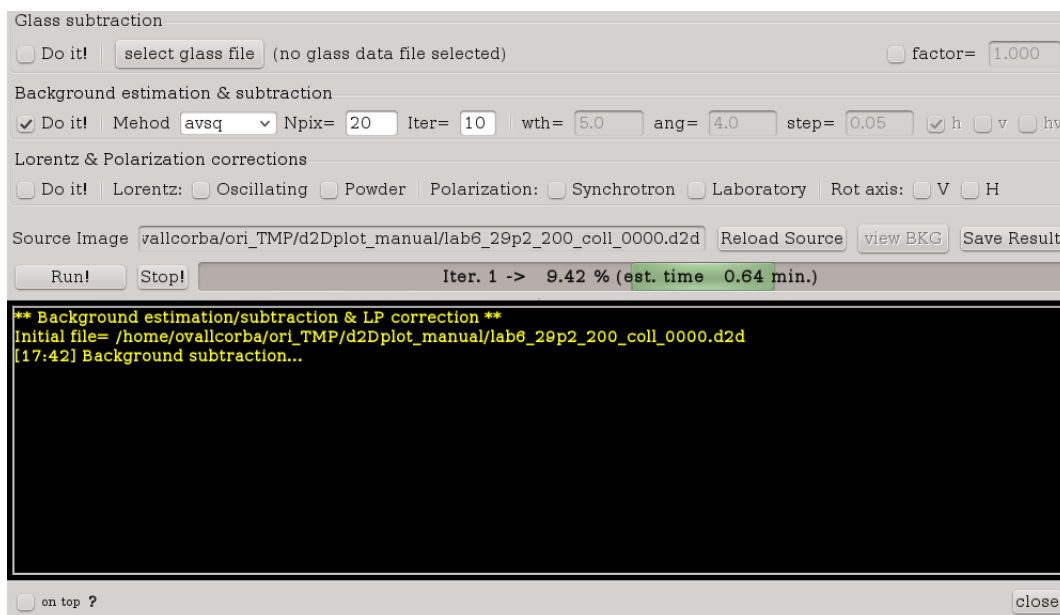 Glass subtraction
Do it! select glass file (no glass data file selected) factor= 1.000
Background estimation & subtraction
Do it! Mehod avsq Npix= 20 Iter= 10 wth= 5.0 ang= 4.0 step= 0.05 h v hv
Lorentz & Polarization corrections
Do it! Lorentz: Oscillating Powder Polarization: Synchrotron Laboratory Rot axis: V H
Source Image vallcorba/ori_TMP/d2Dplot_manual/lab6_29p2_200_coll_0000.d2d Reload Source view BKG Save Result
Run! Stop! Iter. 1 -> 9.42 % (est. time 0.64 min.)
** Background estimation/subtraction & LP correction **
Initial file= /home/ovallcorba/ori_TMP/d2Dplot_manual/lab6_29p2_200_coll_0000.d2d
[17:42] Background subtraction...
on top ? close